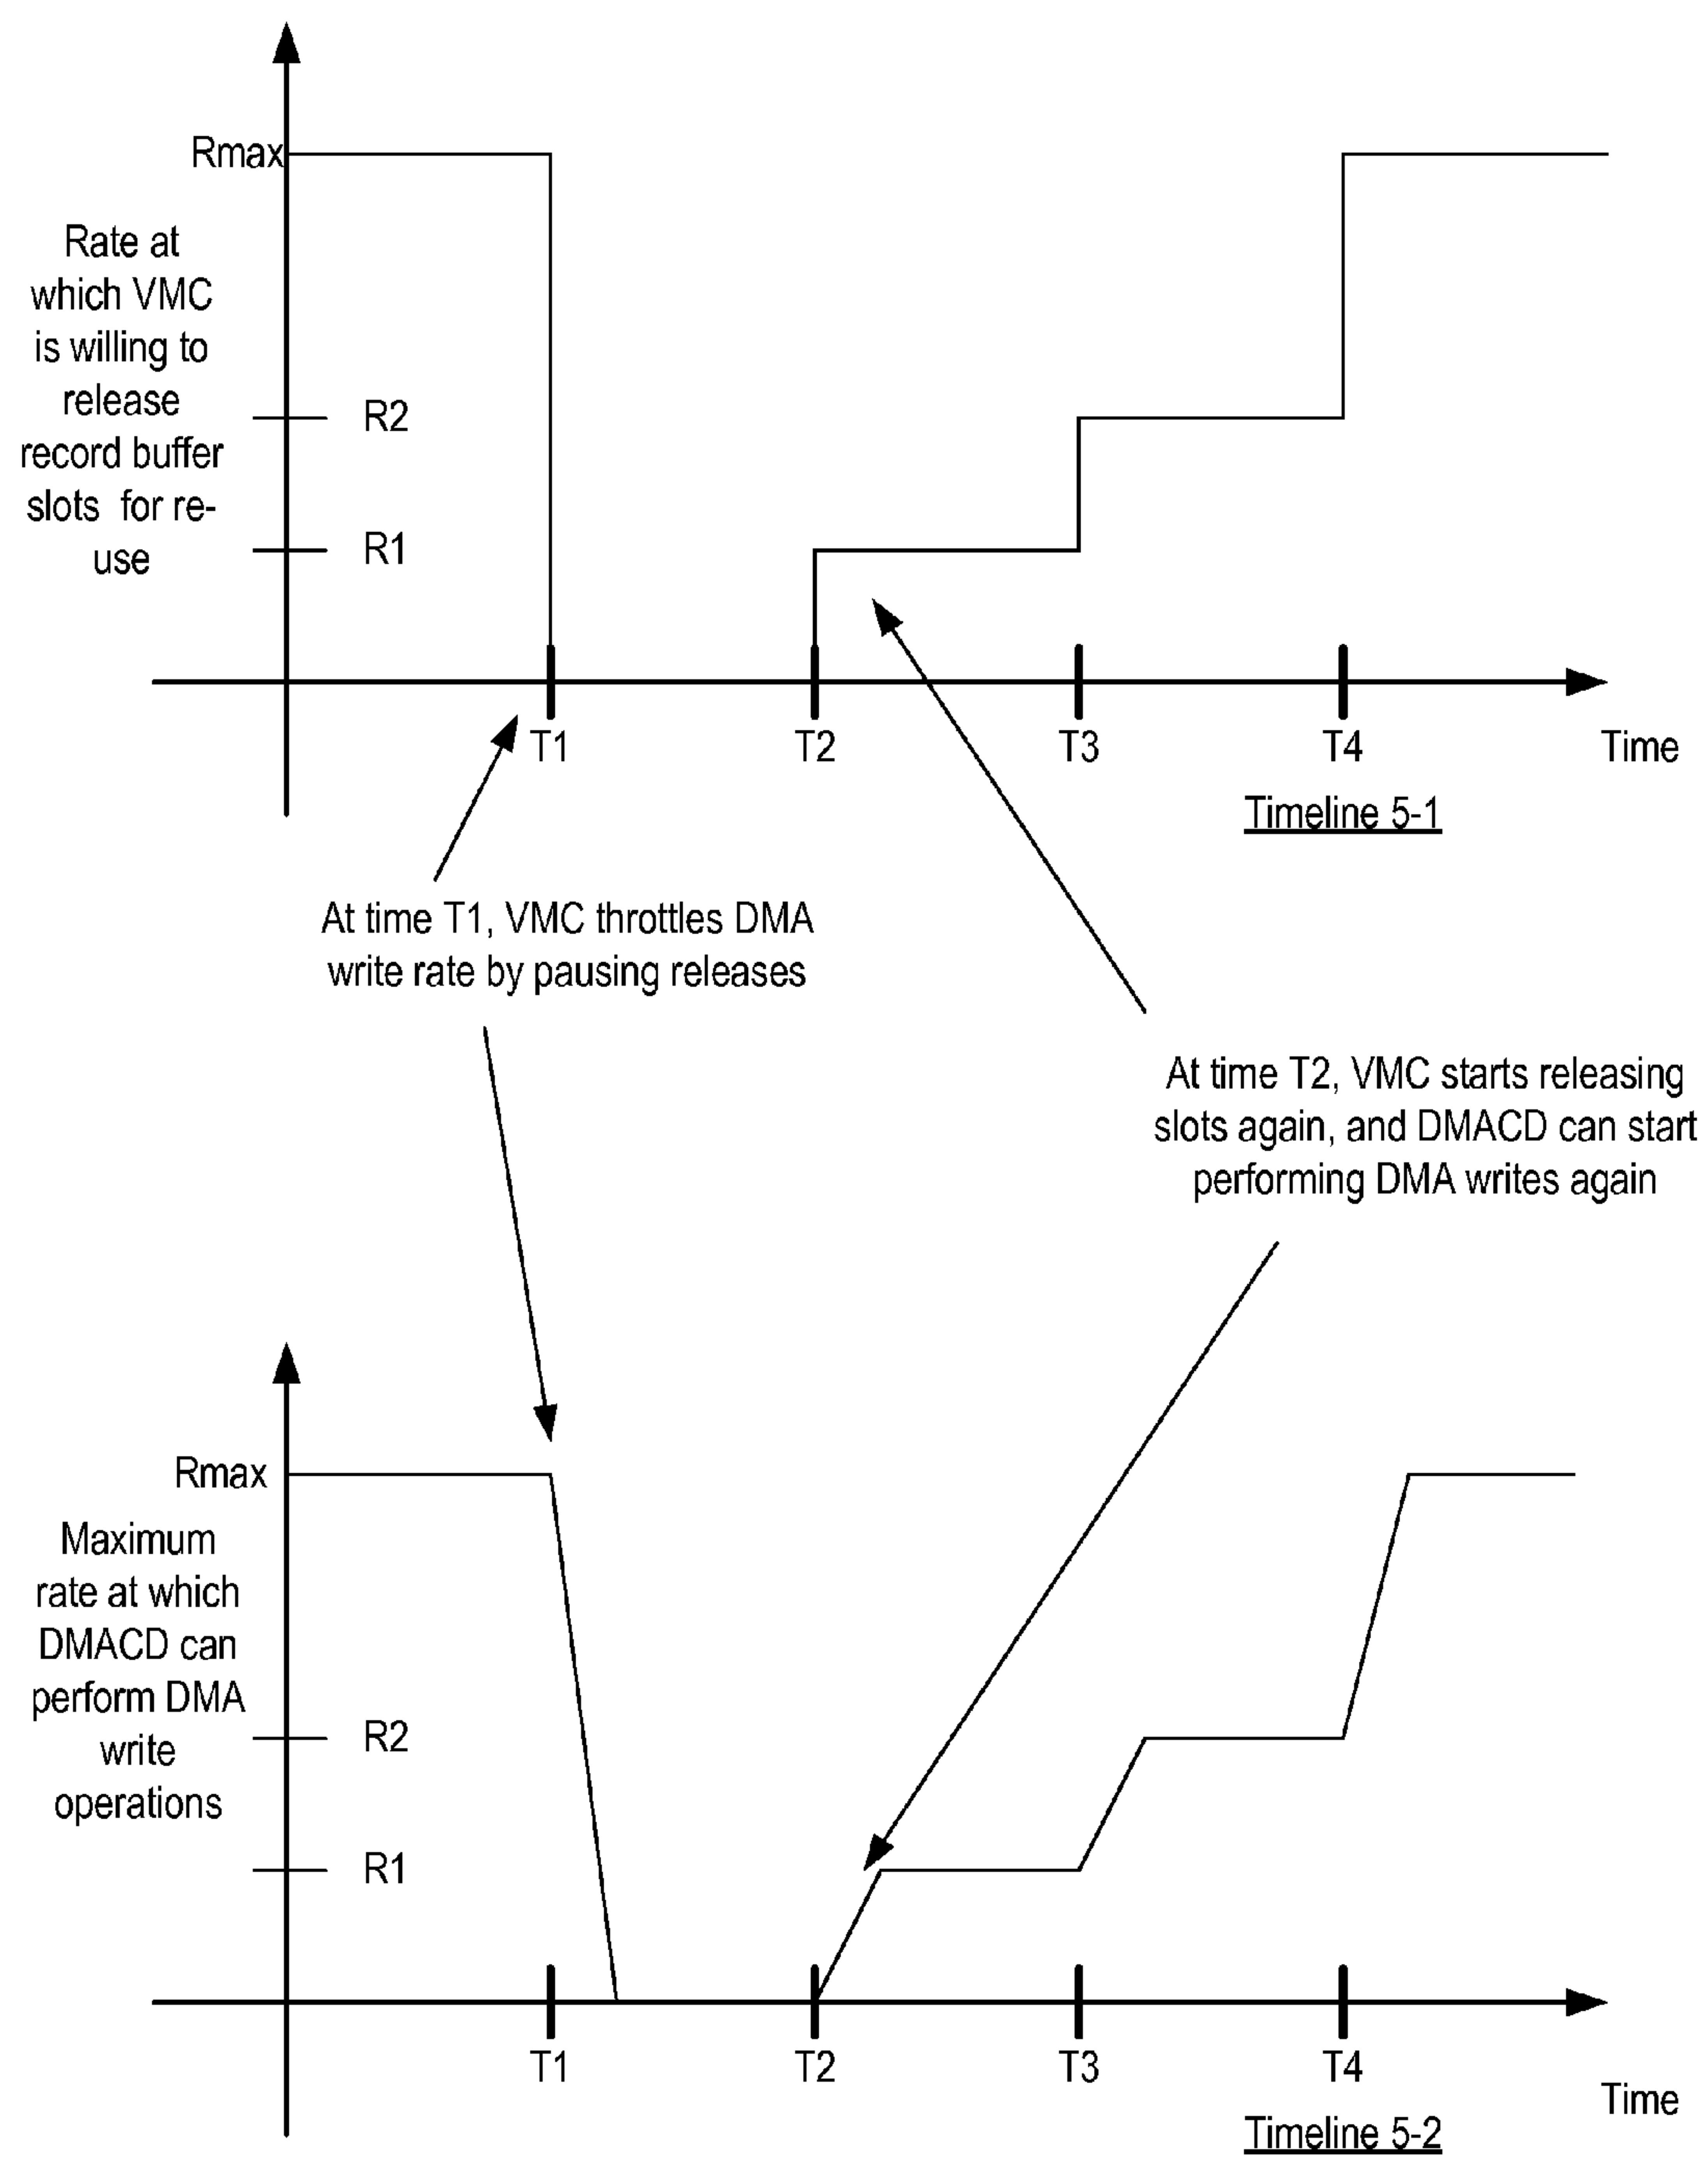 Rmax
Rate at
which VMC
is willing to
release
record buffer
slots for re-
use
R2
R1
T1
T2
T3
T4
Time
Timeline 5-1
At time T1, VMC throttles DMA
write rate by pausing releases
At time T2, VMC starts releasing
slots again, and DMACD can start
performing DMA writes again
Rmax
Maximum
rate at which
DMACD can
perform DMA
write
operations
R2
R1
T1
T2
T3
T4
Time
Timeline 5-2